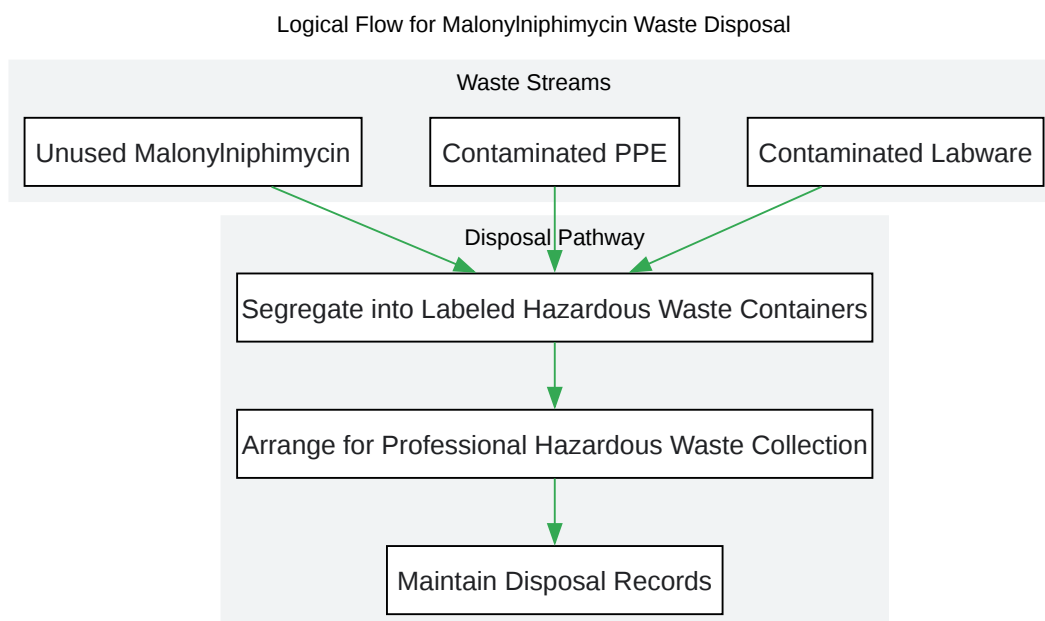 Logical Flow for Malonylniphimycin Waste Disposal
Waste Streams
Unused Malonylniphimycin
Contaminated PPE
Contaminated Labware
Disposal Pathway
Segregate into Labeled Hazardous Waste Containers
Arrange for Professional Hazardous Waste Collection
Maintain Disposal Records